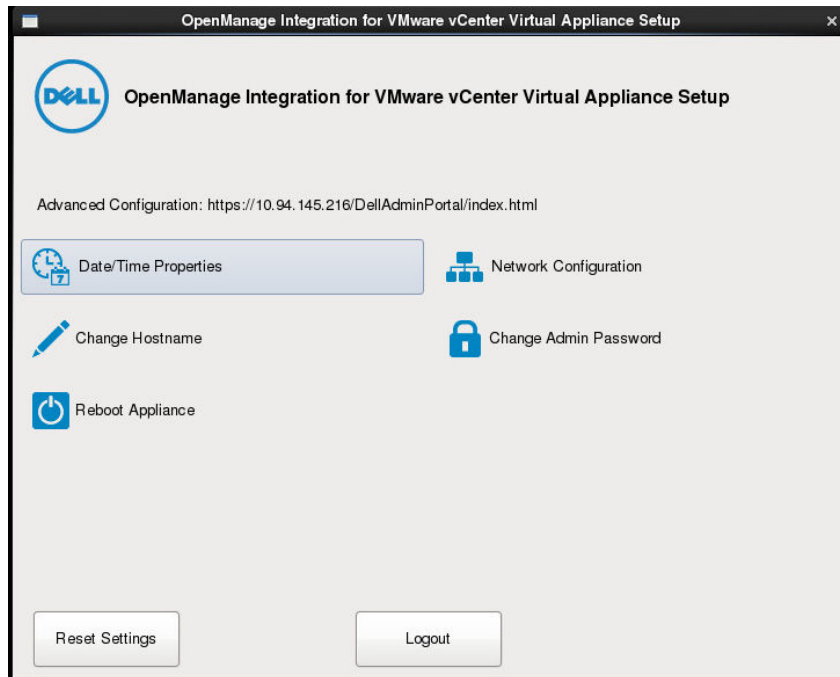 OpenManage Integration for VMware vCenter Virtual Appliance Setup
DELL OpenManage Integration for VMware vCenter Virtual Appliance Setup
Advanced Configuration: https://10.94.145.216/DellAdminPortal/index.html
7 Date/Time Properties
Network Configuration
Change Hostname
Change Admin Password
Reboot Appliance
Reset Settings
Logout